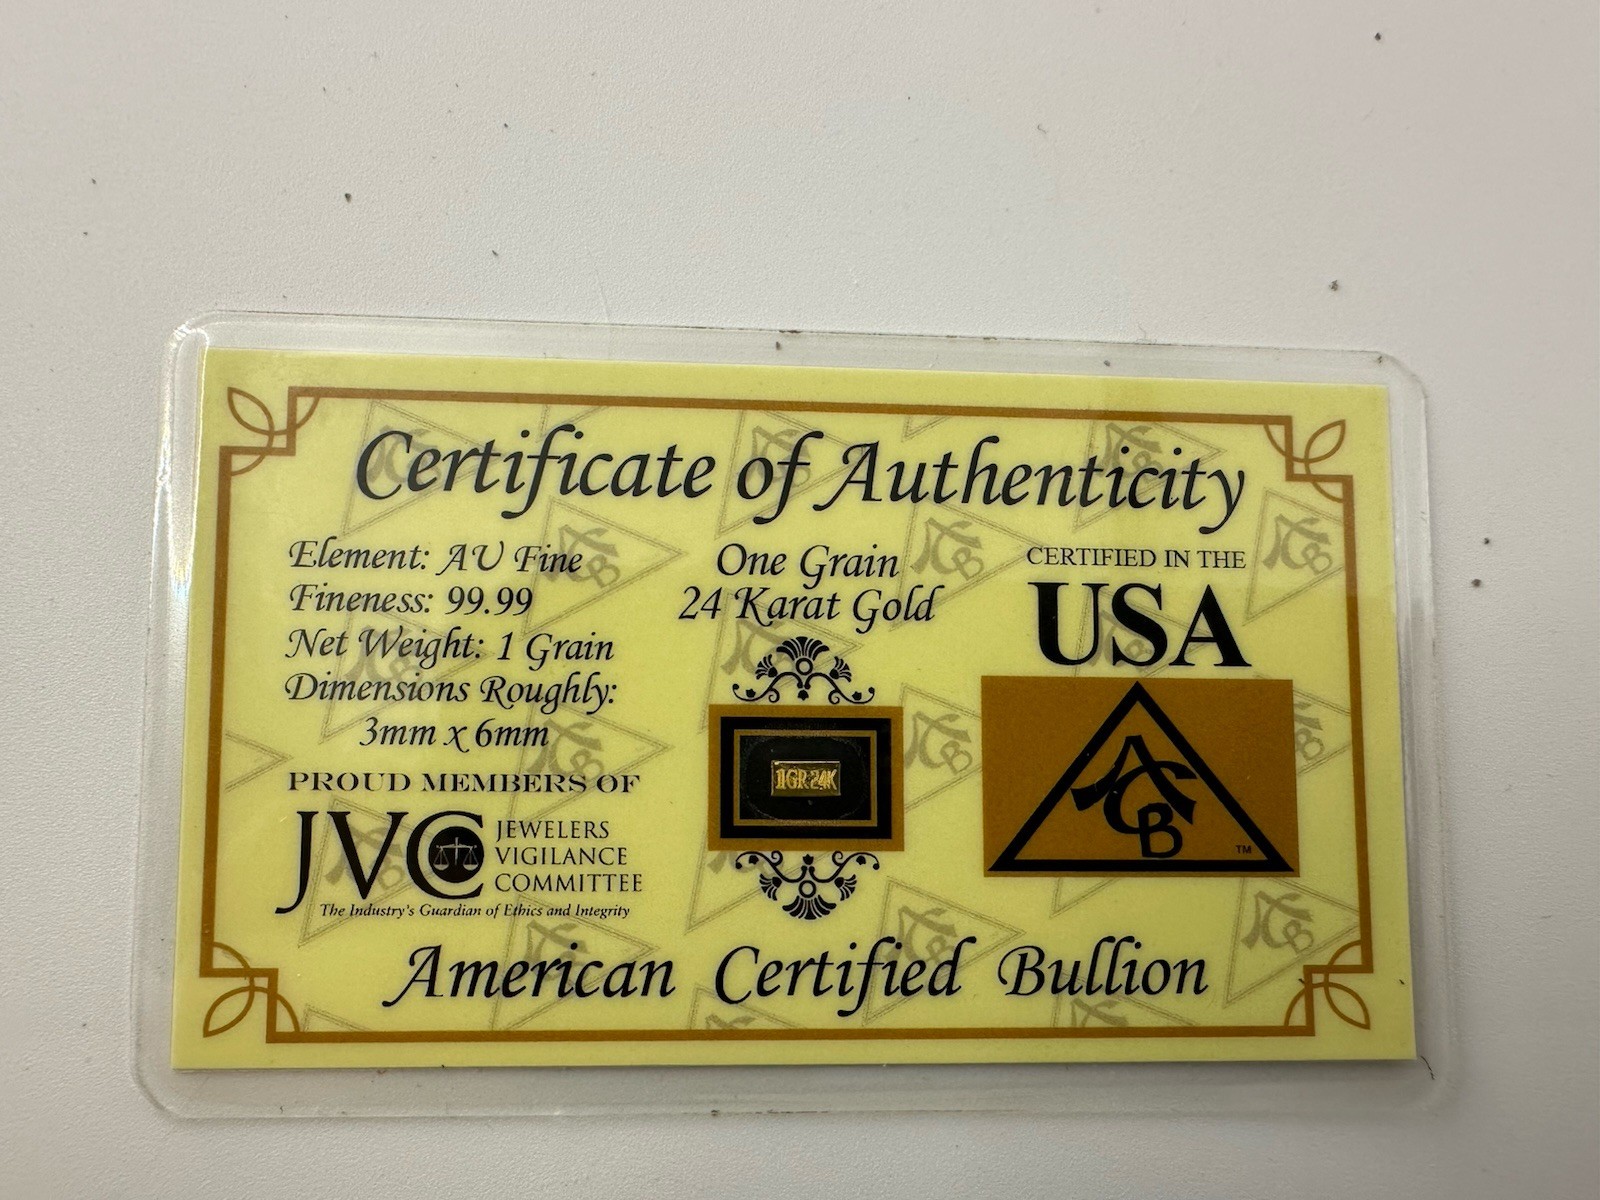 Certificate of Authenticity
Element: AU Fine
Fineness: 99.99
Net Weight: 1 Grain
Dimensions Roughly:
3mm x 6mm
PROUD MEMBERS OF
JVC
JEWELERS
VIGILANCE
COMMITTEE
The Industry's Guardian of Ethics and Integrity
One Grain
24 Karat Gold
1GR 24K
CERTIFIED IN THE
USA
ACB
TM
American Certified Bullion